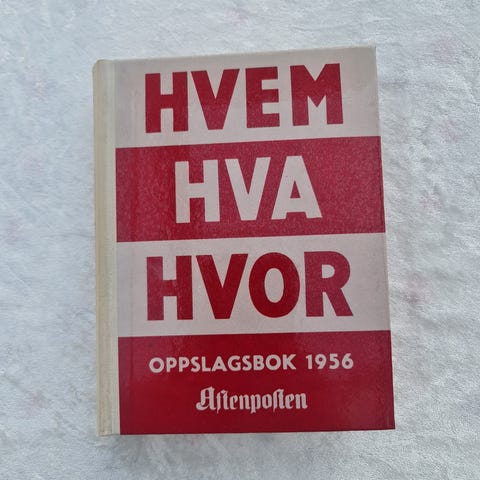 HVEM
HVA
HVOR
OPPSLAGSBOK 1956
Aftenposten